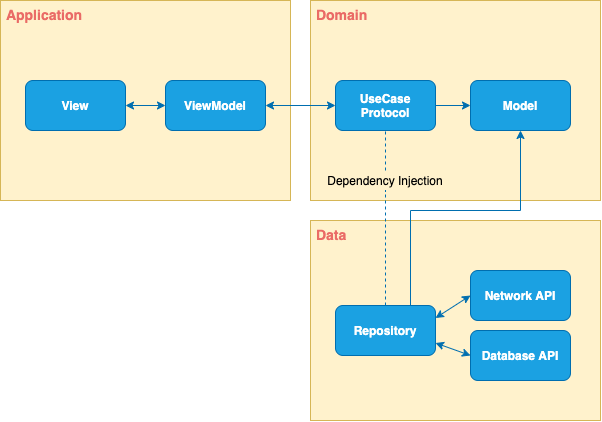 Application
Domain
View
ViewModel
UseCase
Protocol
Model
Dependency Injection
Data
Network API
Repository
Database API